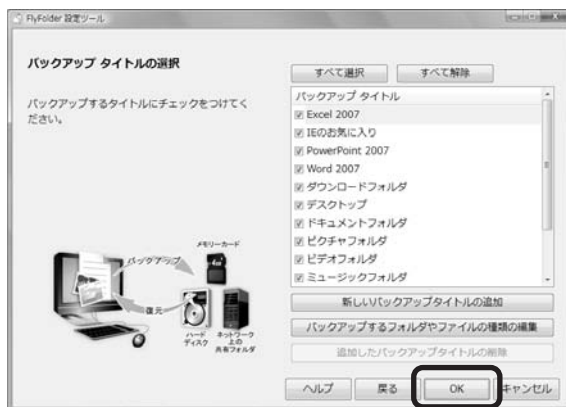 FlyFolder 設定ツール
バックアップ タイトルの選択
バックアップするタイトルにチェックをつけてく
ださい。
すべて選択 すべて解除
バックアップ タイトル
Excel 2007
IEのお気に入り
PowerPoint 2007
Word 2007
ダウンロードフォルダ
デスクトップ
ドキュメントフォルダ
ピクチャフォルダ
ビデオフォルダ
ミュージックフォルダ
バックアップ
メモリーカード
復元
ハード
ディスク
ネットワーク
上の
共有フォルダ
新しいバックアップタイトルの追加
バックアップするフォルダやファイルの種類の編集
追加したバックアップタイトルの削除
ヘルプ 戻る OK キャンセル